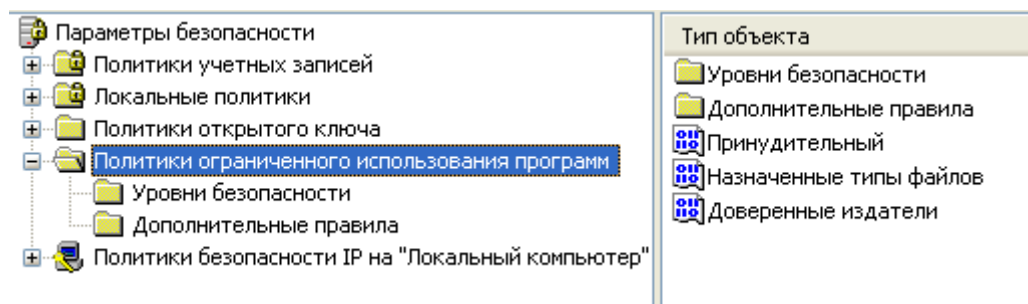 Параметры безопасности
Политики учетных записей
Локальные политики
Политики открытого ключа
Политики ограниченного использования программ
Уровни безопасности
Дополнительные правила
Политики безопасности IP на "Локальный компьютер"
Тип объекта
Уровни безопасности
Дополнительные правила
Принудительный
Назначенные типы файлов
Доверенные издатели